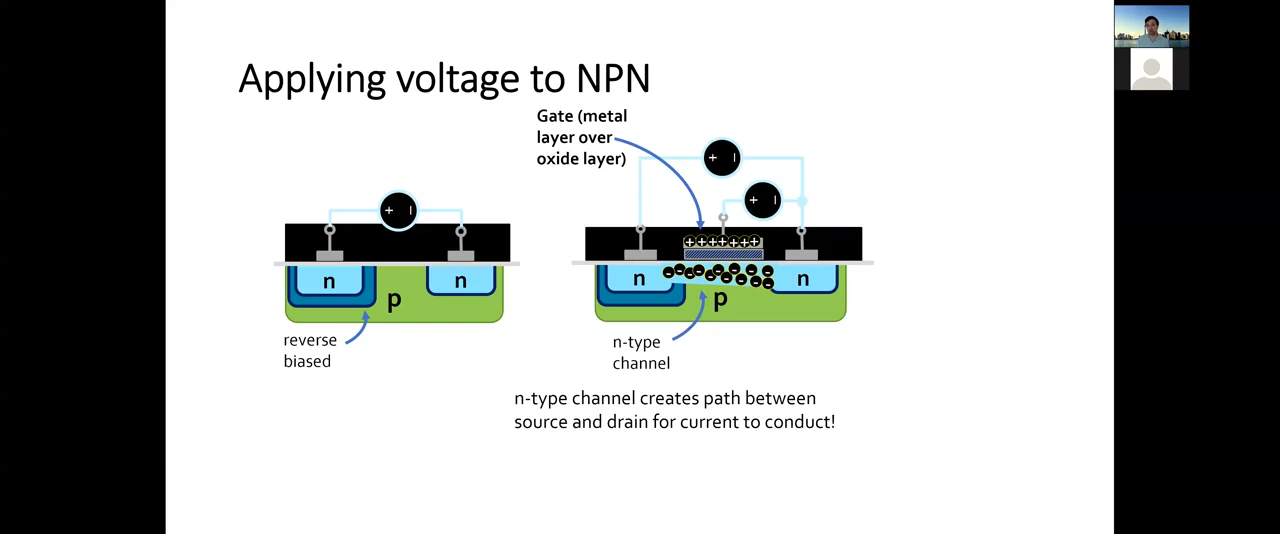 Applying voltage to NPN
Gate (metal
layer over
oxide layer)
+ −
n
n
p
reverse
biased
+ −
+ −
+ + + + + + +
n
n
p
n-type
channel
n-type channel creates path between
source and drain for current to conduct!